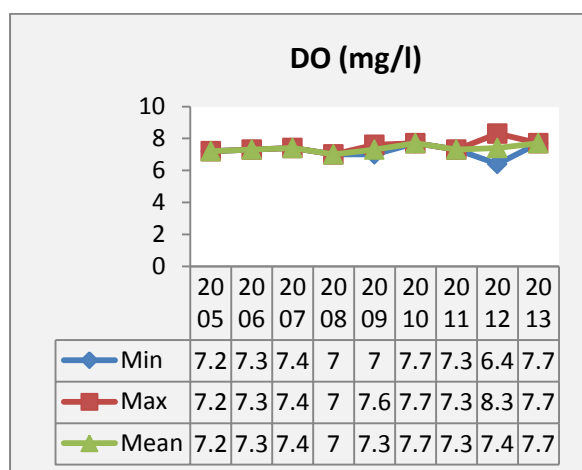 DO (mg/l)
10
8
6
4
2
0
20 20 20 20 20 20 20 20 20
05 06 07 08 09 10 11 12 13
Min 7.2 7.3 7.4 7 7 7.7 7.3 6.4 7.7
Max 7.2 7.3 7.4 7 7.6 7.7 7.3 8.3 7.7
Mean 7.2 7.3 7.4 7 7.3 7.7 7.3 7.4 7.7